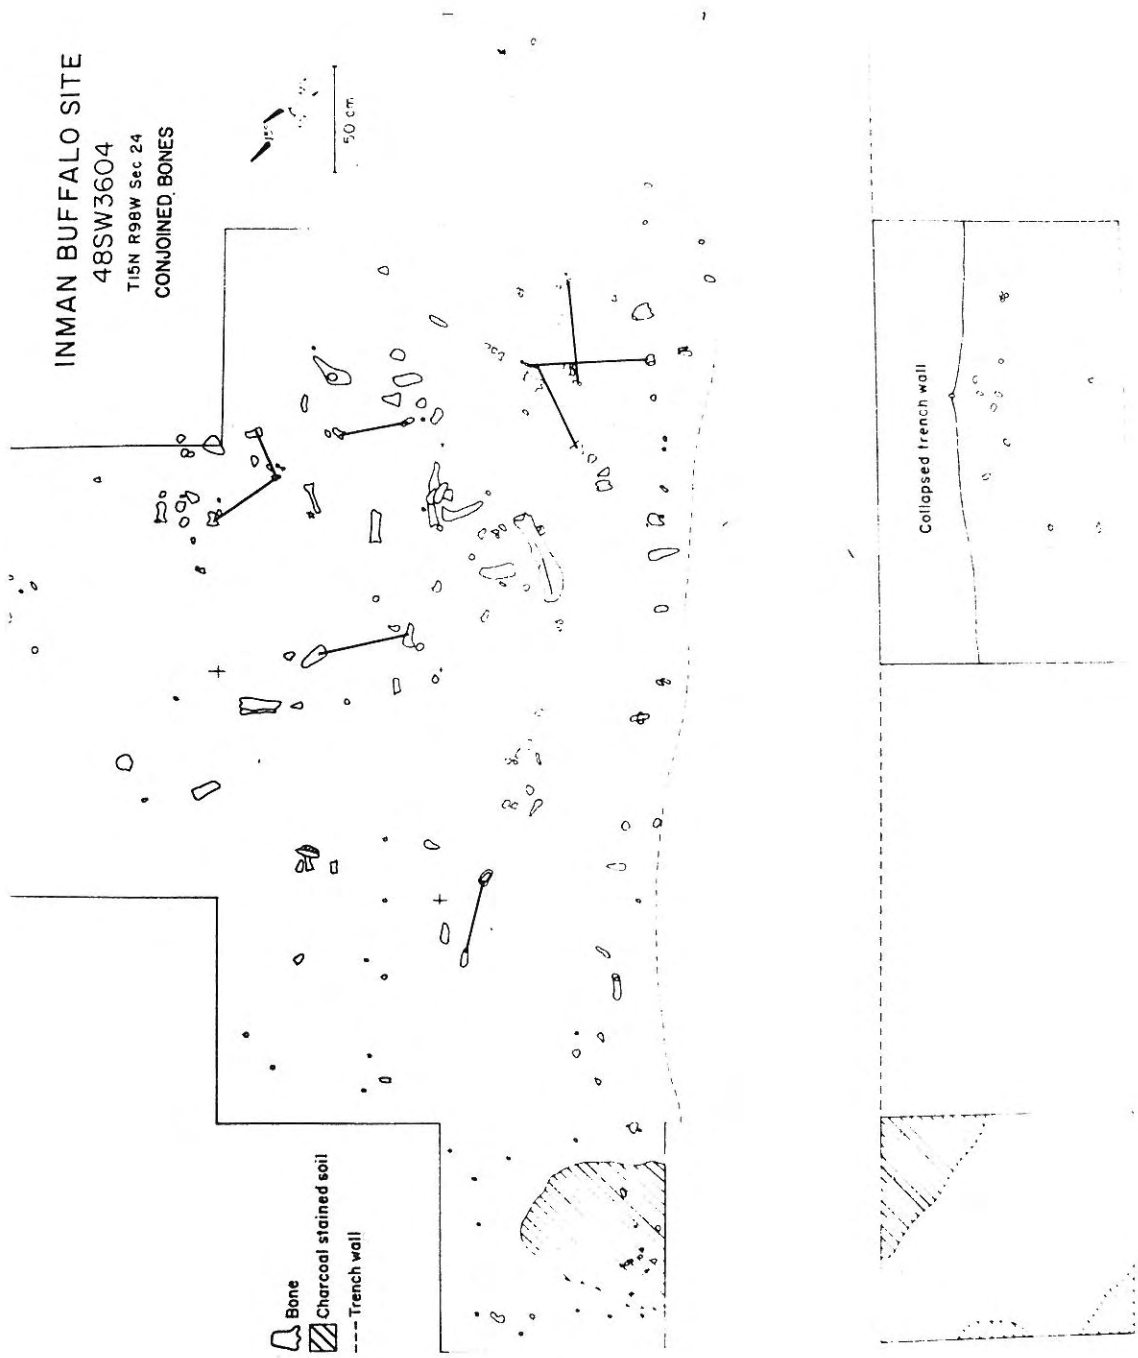 INMAN BUFFALO SITE
48SW3604
T15N R98W Sec 24
CONJOINED BONES
15°
50 cm
Collapsed trench wall
Bone
Charcoal stained soil
Trench wall